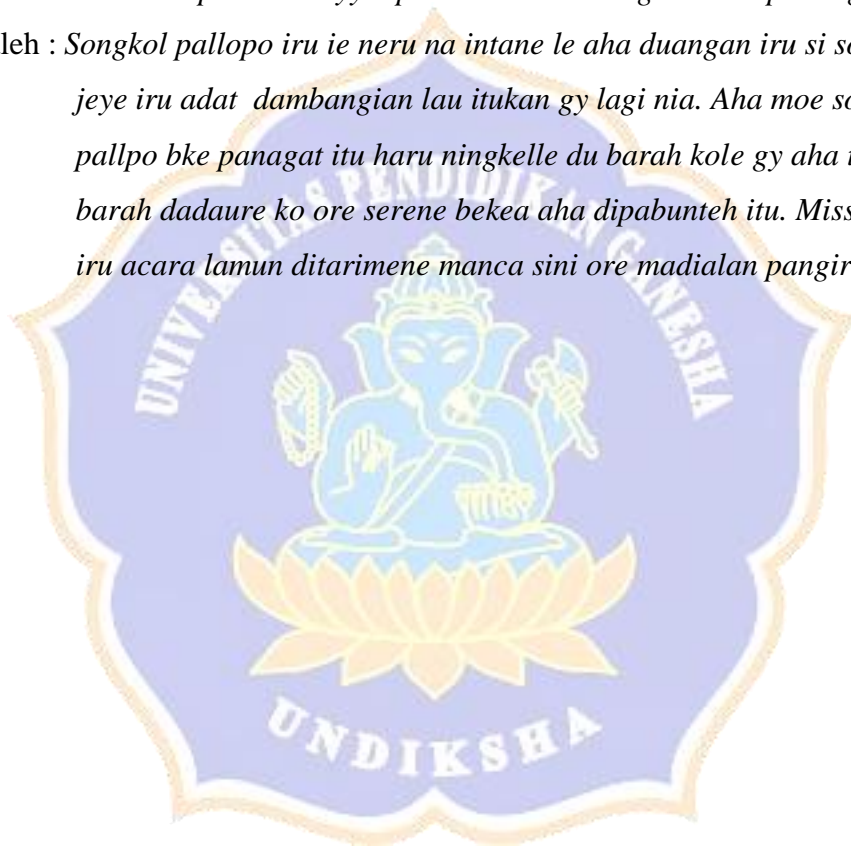 leh : Songkol pallopo iru ie neru na intane le aha duangan iru si so
jeye iru adat dambangian lau itukan gy lagi nia. Aha moe so
pallpo bke panagat itu haru ningkelle du barah kole gy aha
barah dadaure ko ore serene bekea aha dipabunteh itu. Miss
iru acara lamun ditarimene manca sini ore madialan pangir
UNIVERSITAS PENDIDIKAN GANESHA
UNDIKSHA